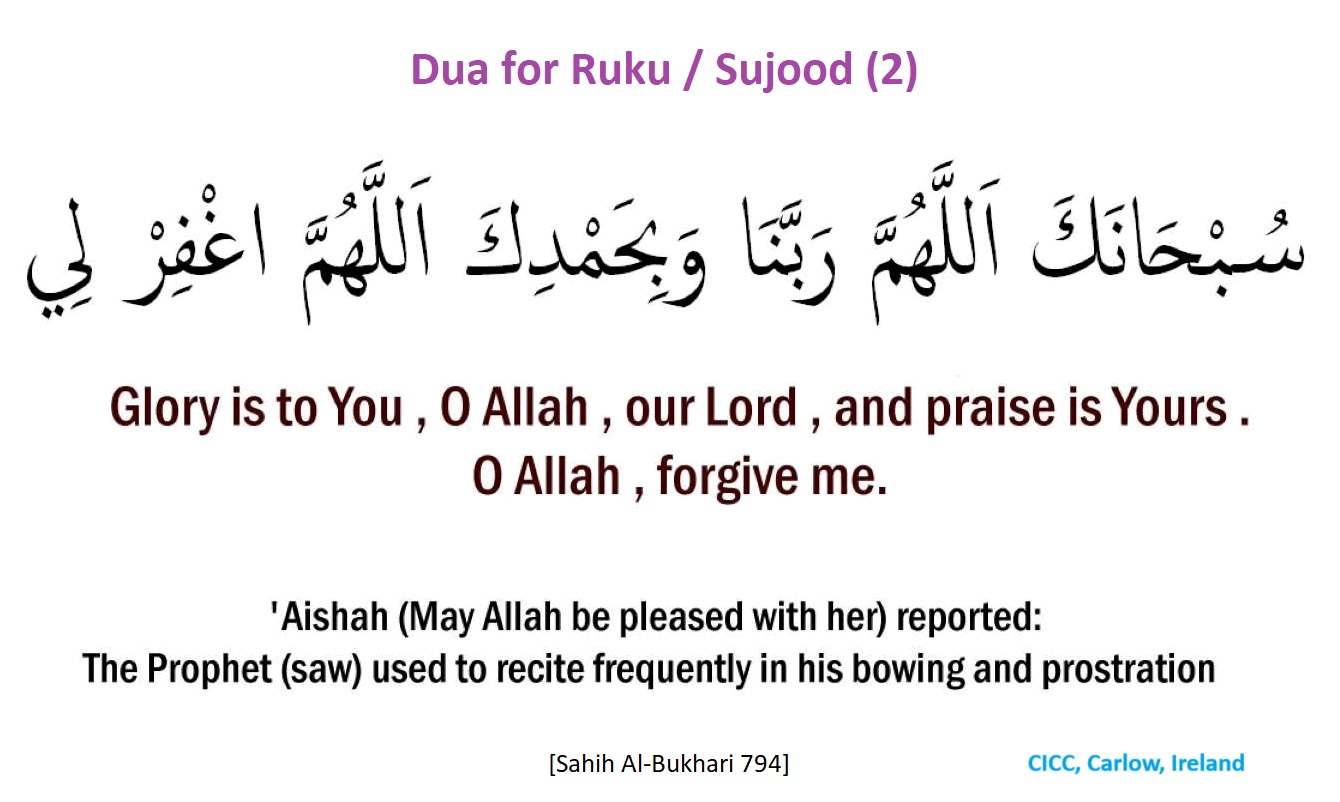 Dua for Ruku / Sujood (2)
سُبْحَانَكَ اَللَّهُمَّ رَبَّنَا وَبِحَمْدِكَ اَللَّهُمَّ اغْفِرْ لِي
Glory is to You , O Allah , our Lord , and praise is Yours .
O Allah , forgive me.
'Aishah (May Allah be pleased with her) reported:
The Prophet (saw) used to recite frequently in his bowing and prostration
[Sahih Al-Bukhari 794]
CICC, Carlow, Ireland